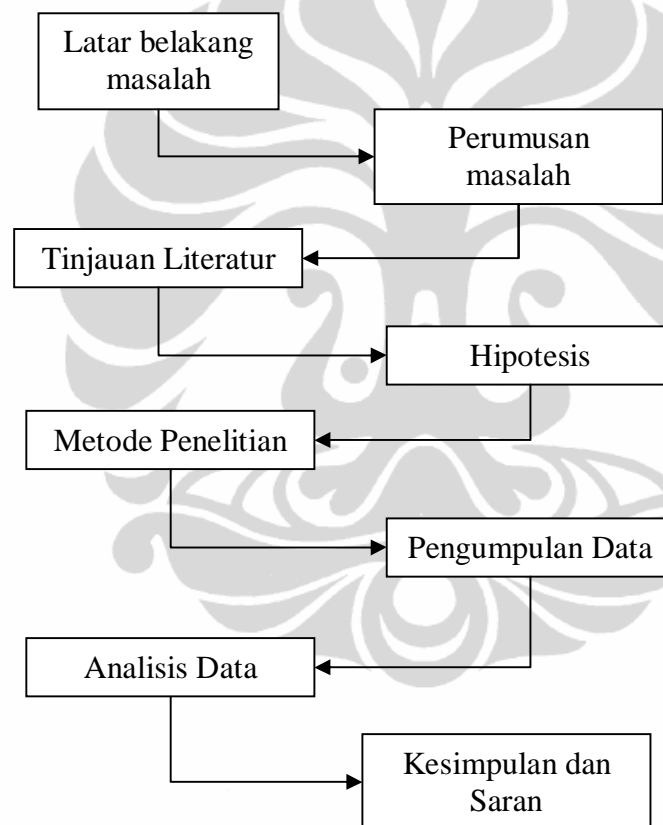 Latar belakang
masalah
Perumusan
masalah
Tinjauan Literatur
Hipotesis
Metode Penelitian
Pengumpulan Data
Analisis Data
Kesimpulan dan
Saran